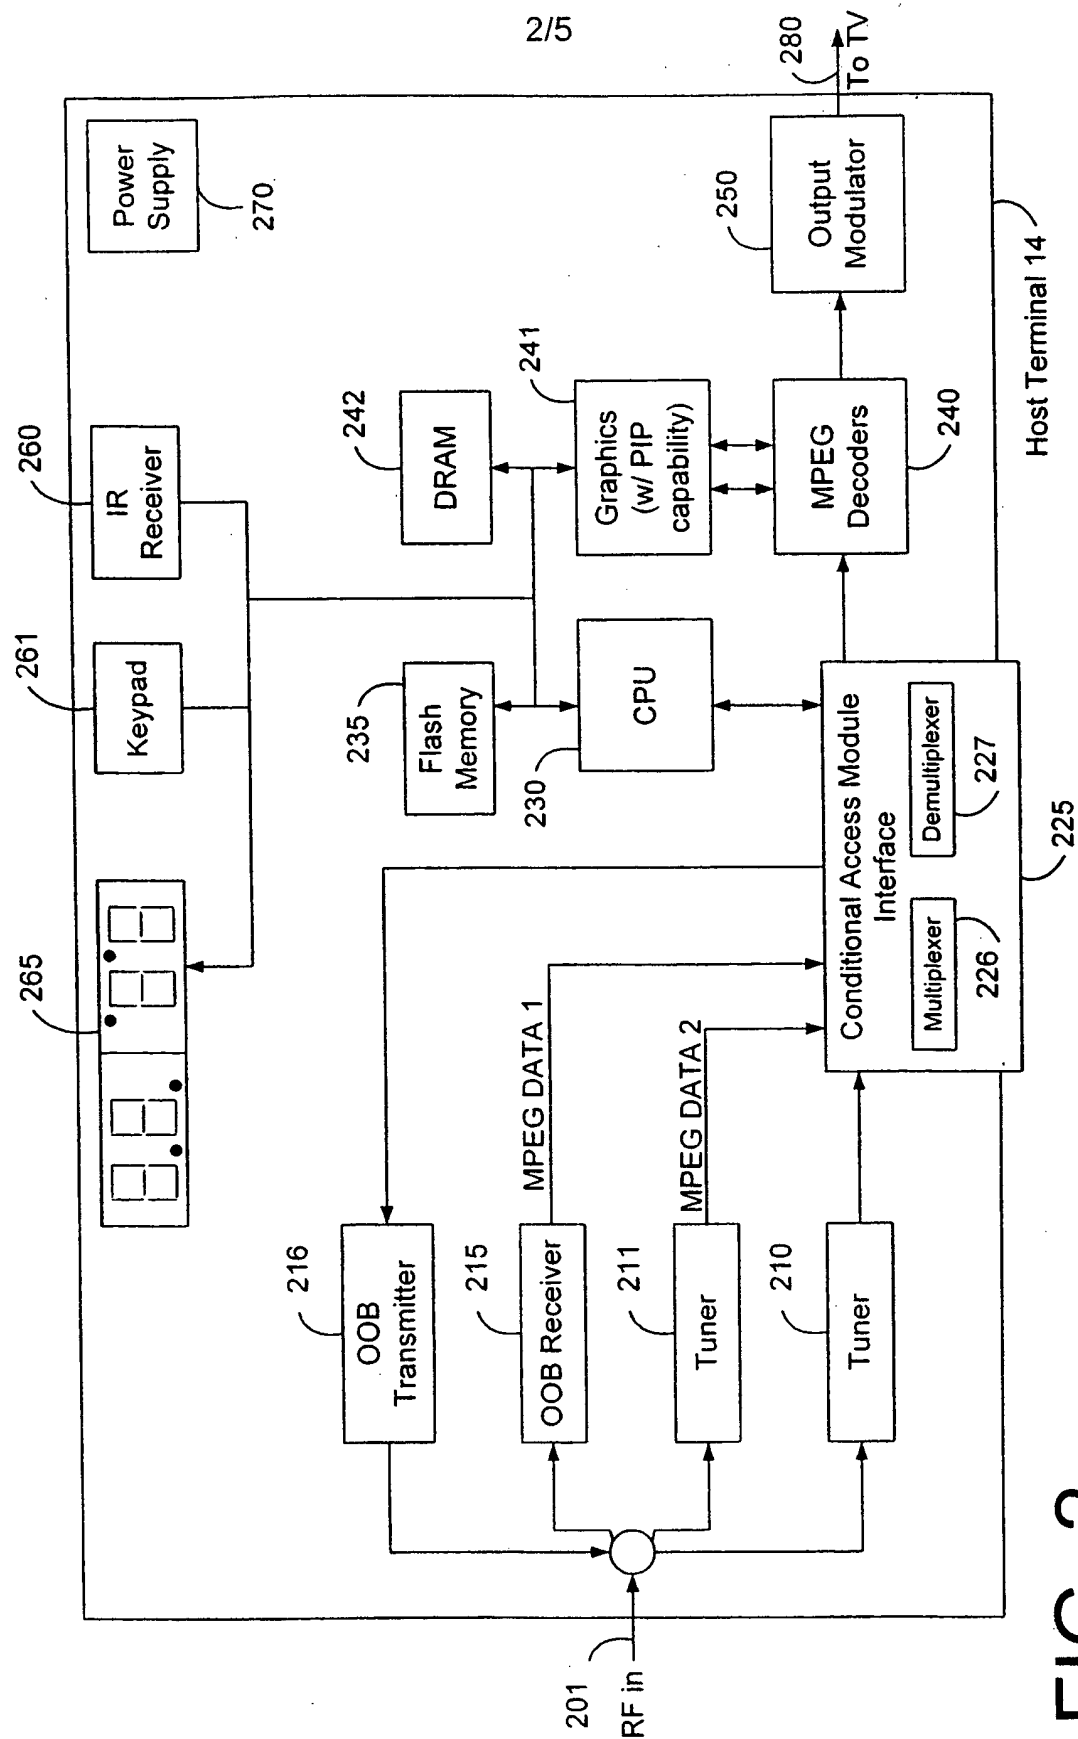 2/5
Power
Supply
270
IR
Receiver
260
Keypad
261
265
DRAM
242
Flash
Memory
235
Graphics
(w/ PIP
capability)
241
CPU
230
MPEG
Decoders
240
Output
Modulator
250
280
To TV
Conditional Access Module
Interface
Multiplexer
226
Demultiplexer
227
225
OOB
Transmitter
216
OOB Receiver
215
MPEG DATA 1
Tuner
211
MPEG DATA 2
Tuner
210
201
RF in
Host Terminal 14